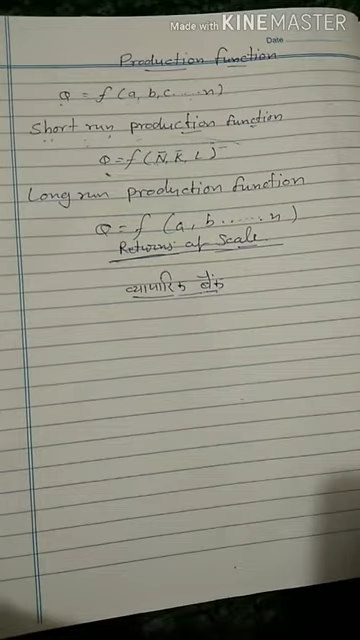 Made with KINEMASTER
Date
Production function
Q = f (a, b, c......n)
Short run production function
Q = f (N̄, K̄, L)
Long run production function
Q = f (a, b ...... n)
Returns of Scale
व्यापारिक बैंक